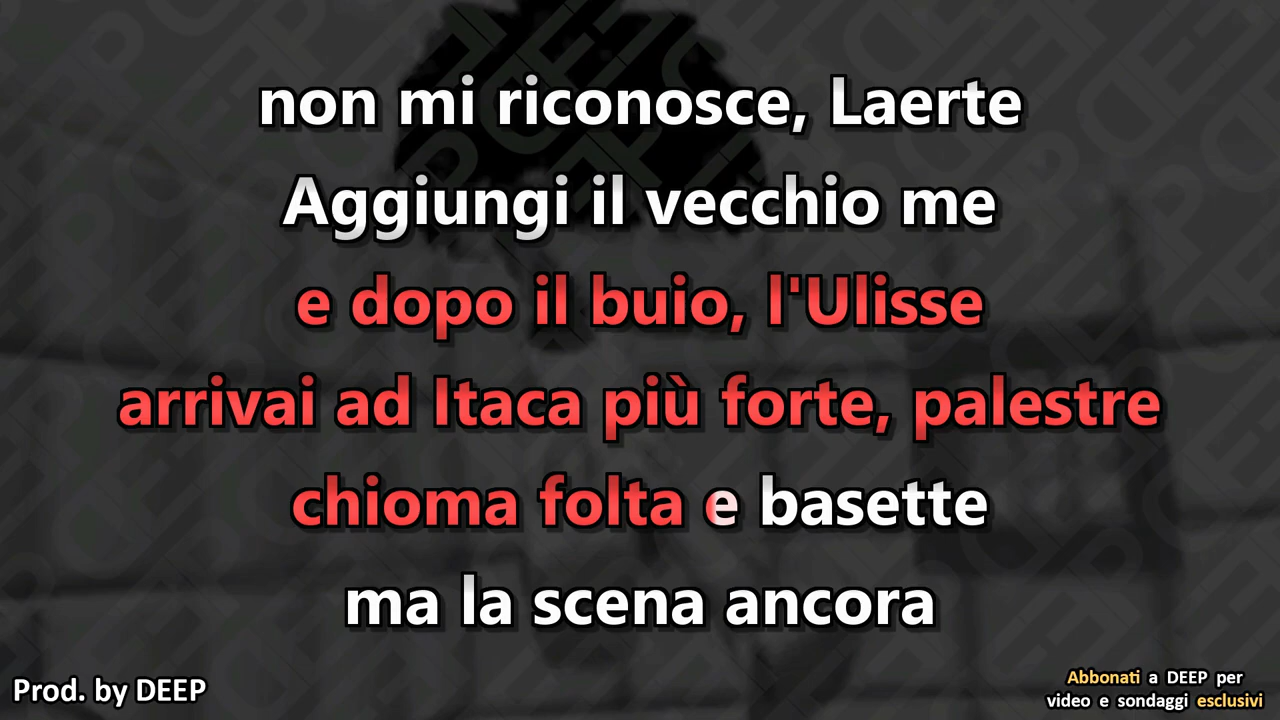 non mi riconosce, Laerte
Aggiungi il vecchio me
e dopo il buio, l'Ulisse
arrivai ad Itaca più forte, palestre
chioma folta e basette
ma la scena ancora
Prod. by DEEP
Abbonati a DEEP per
video e sondaggi esclusivi